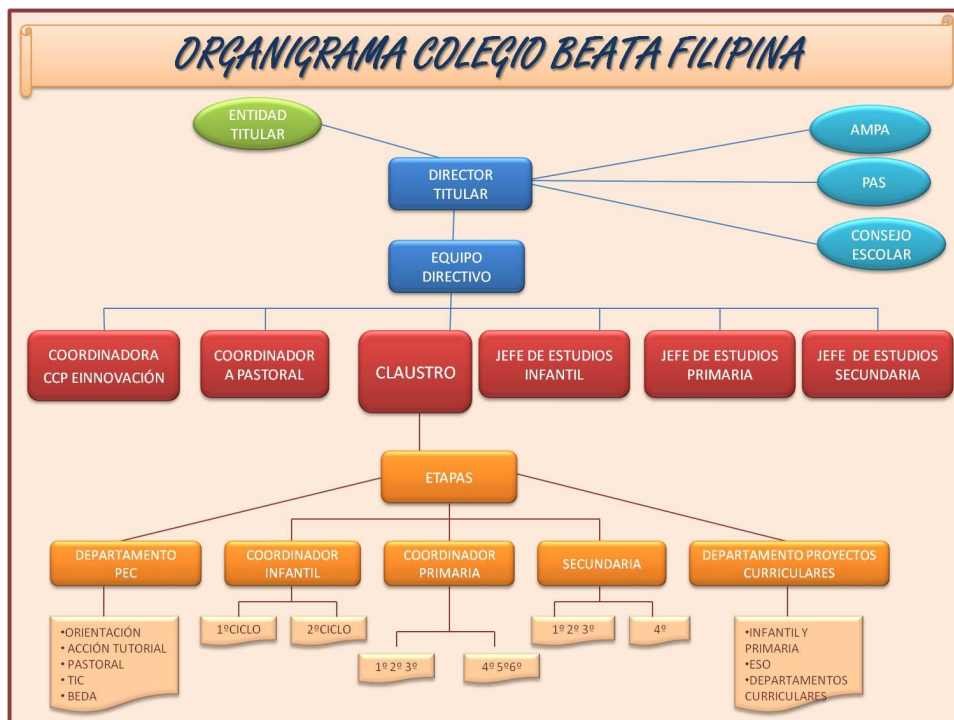 ORGANIGRAMA COLEGIO BEATA FILIPINA
ENTIDAD
TITULAR
AMPA
DIRECTOR
TITULAR
PAS
CONSEJO
ESCOLAR
EQUIPO
DIRECTIVO
COORDINADORA
CCP EINNOVACIÓN
COORDINADOR
A PASTORAL
CLAUSTRO
JEFE DE ESTUDIOS
INFANTIL
JEFE DE ESTUDIOS
PRIMARIA
JEFE DE ESTUDIOS
SECUNDARIA
ETAPAS
DEPARTAMENTO
PEC
COORDINADOR
INFANTIL
COORDINADOR
PRIMARIA
SECUNDARIA
DEPARTAMENTO PROYECTOS
CURRICULARES
•ORIENTACIÓN
•ACCIÓN TUTORIAL
•PASTORAL
•TIC
•BEDA
1ºCICLO
2ºCICLO
1º 2º 3º
4º 5º6º
1º 2º 3º
4º
•INFANTIL Y
PRIMARIA
•ESO
•DEPARTAMENTOS
CURRICULARES